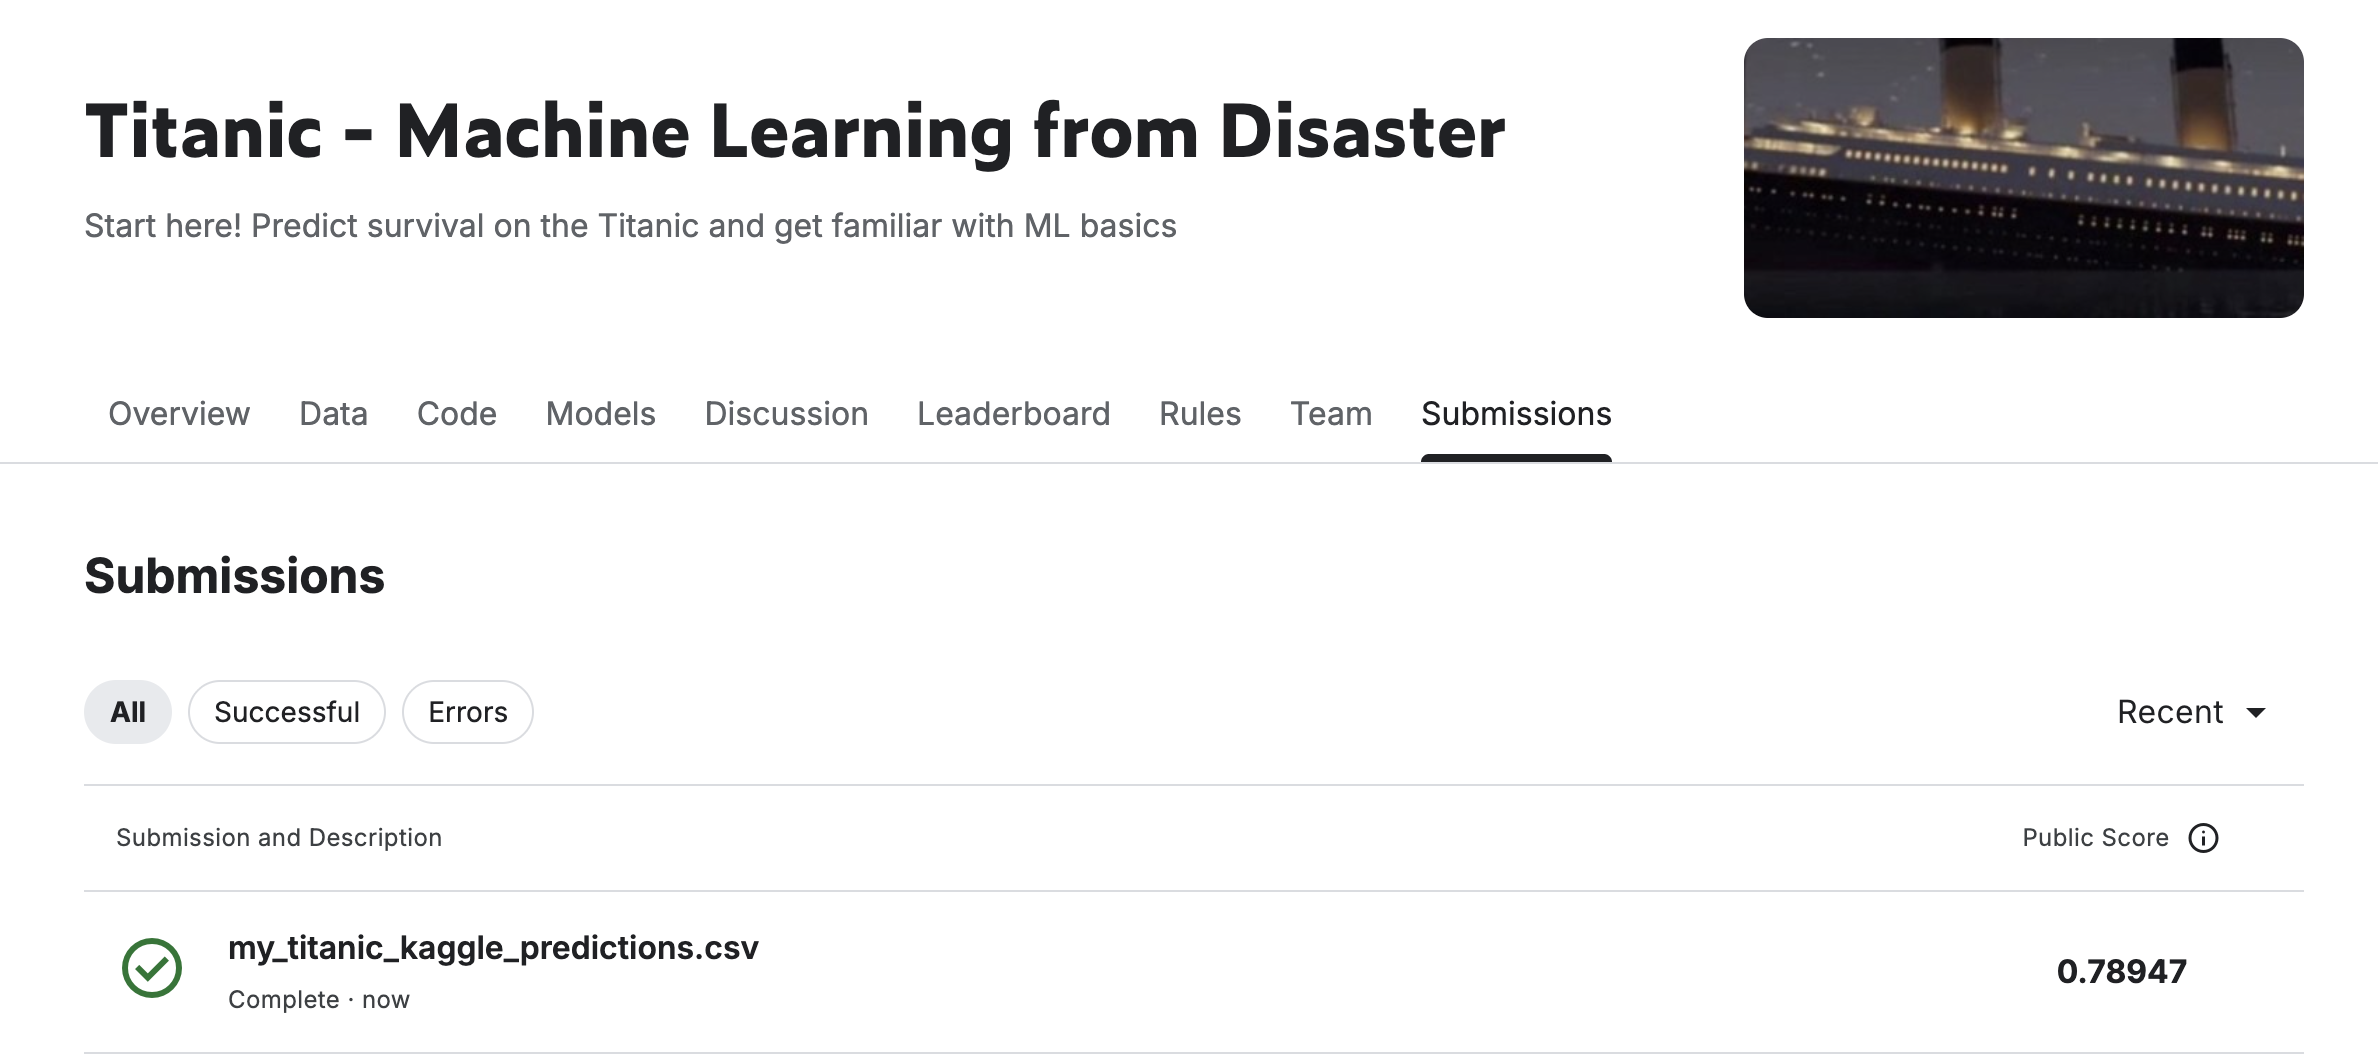 Titanic - Machine Learning from Disaster
Start here! Predict survival on the Titanic and get familiar with ML basics
Overview Data Code Models Discussion Leaderboard Rules Team Submissions
Submissions
All Successful Errors Recent
Submission and Description Public Score
my_titanic_kaggle_predictions.csv
0.78947
Complete · now